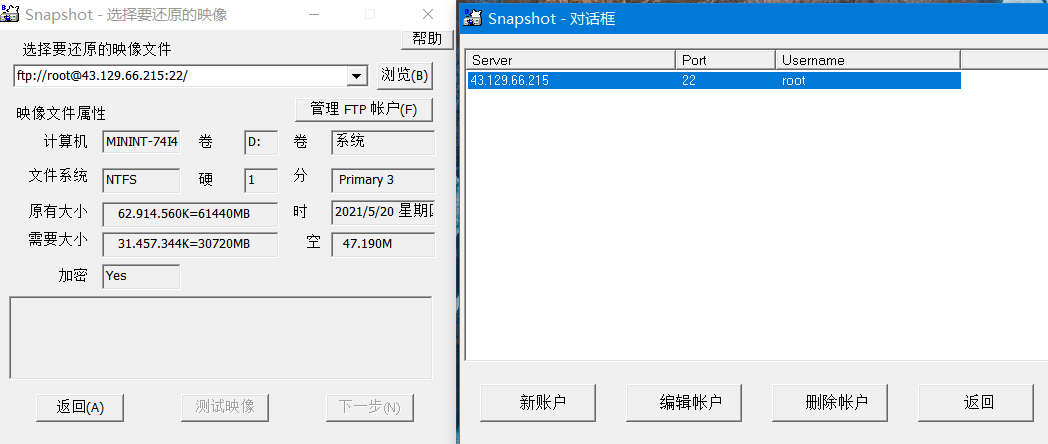 Snapshot - 选择要还原的映像
选择要还原的映像文件
帮助
ftp://root@43.129.66.215:22/
浏览(B)
映像文件属性
管理 FTP 帐户(F)
计算机 MININT-74I4 卷 D: 卷 系统
文件系统 NTFS 硬 1 分 Primary 3
原有大小 62.914.560K=61440MB 时 2021/5/20 星期
需要大小 31.457.344K=30720MB 空 47.190M
加密 Yes
返回(A) 测试映像 下一步(N)
Snapshot - 对话框
Server Port Username
43.129.66.215 22 root
新账户 编辑帐户 删除帐户 返回